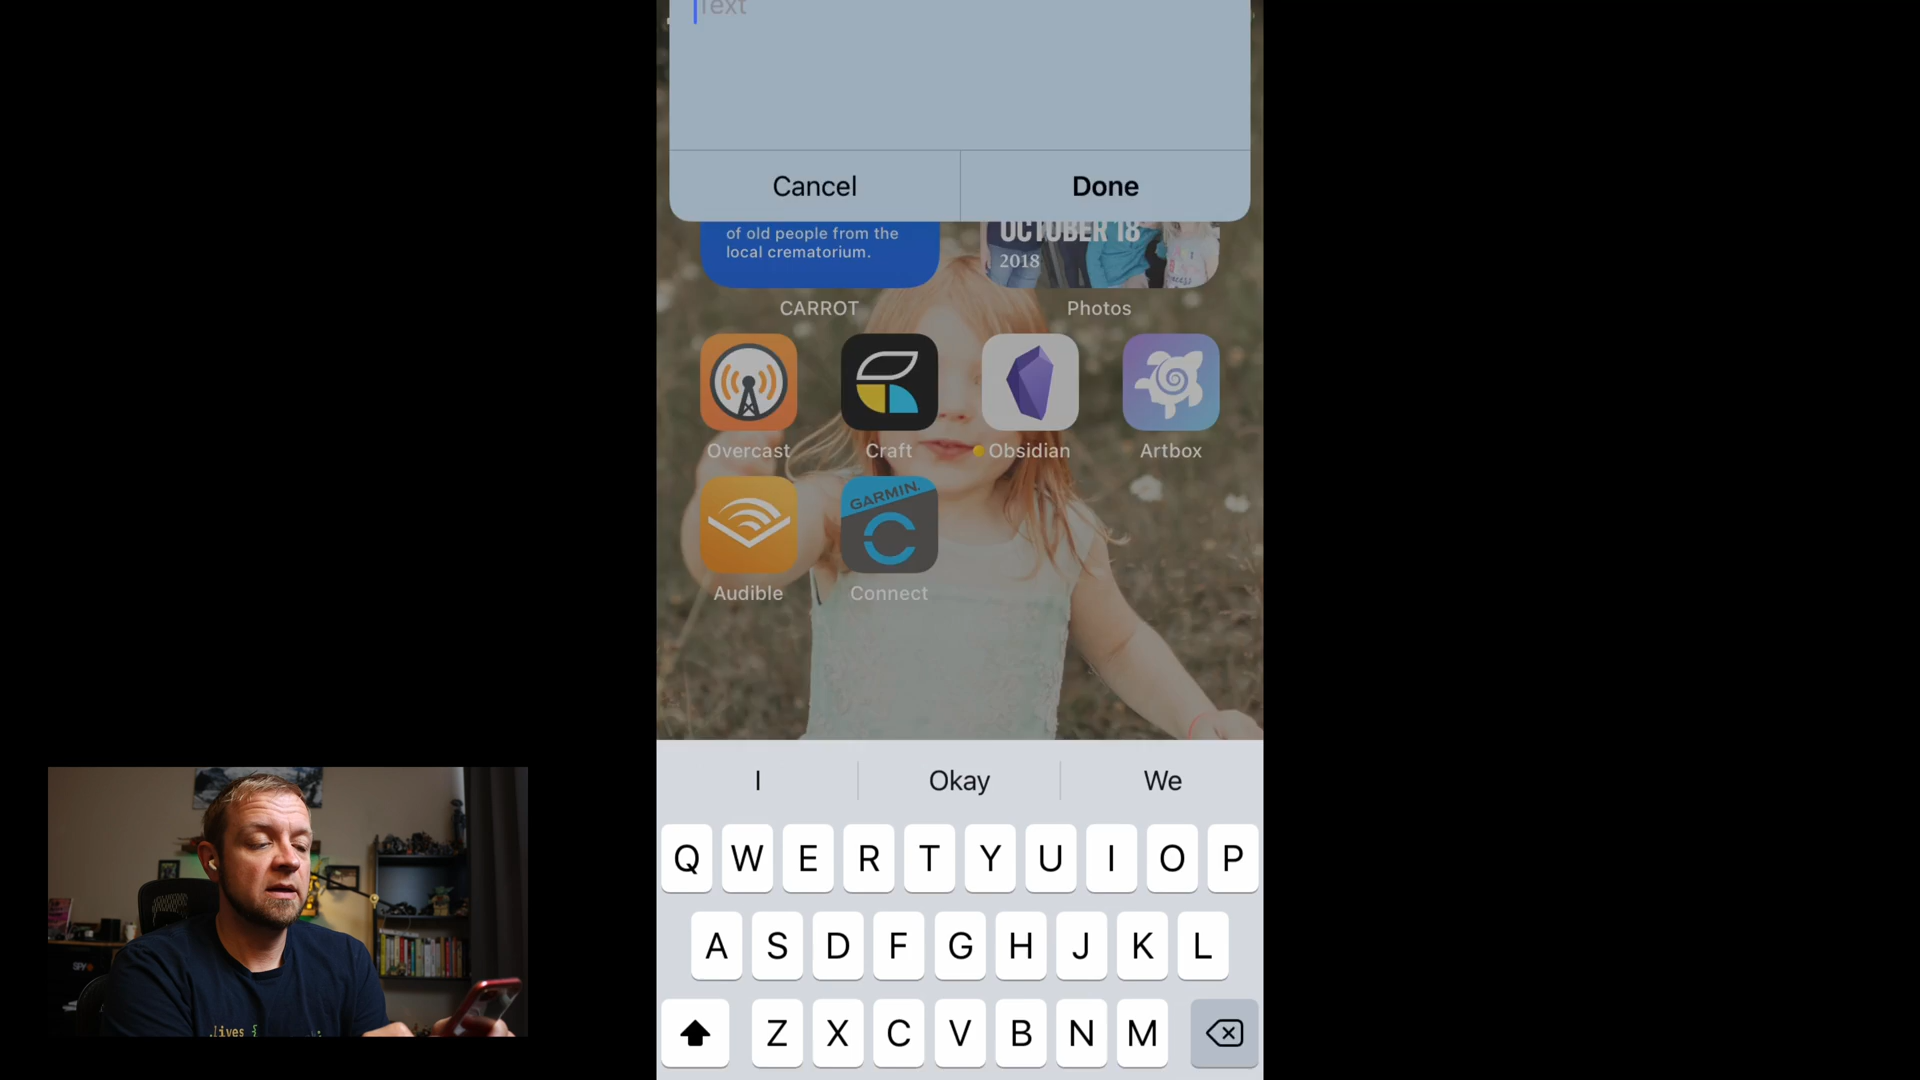 Text
Cancel Done
of old people from the
local crematorium.
OCTOBER 18
2018
CARROT Photos
GARMIN.
Overcast Craft Obsidian Artbox
Audible Connect
I Okay We
Q W E R T Y U I O P
A S D F G H J K L
Z X C V B N M
lives {